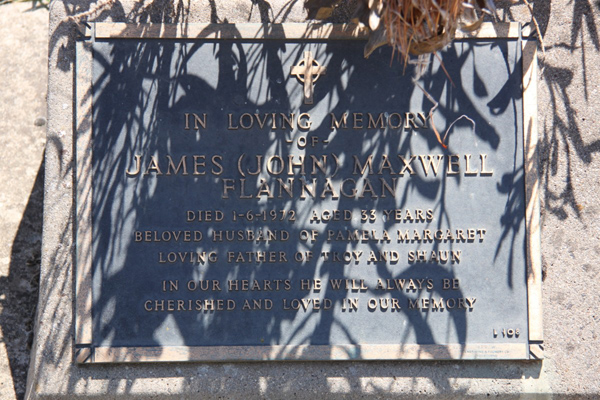 IN LOVING MEMORY
-OF-
JAMES (JOHN) MAXWELL
FLANNAGAN
DIED 1-6-1972 AGED 33 YEARS
BELOVED HUSBAND OF PAMELA MARGARET
LOVING FATHER OF TROY AND SHAUN
IN OUR HEARTS HE WILL ALWAYS BE
CHERISHED AND LOVED IN OUR MEMORY